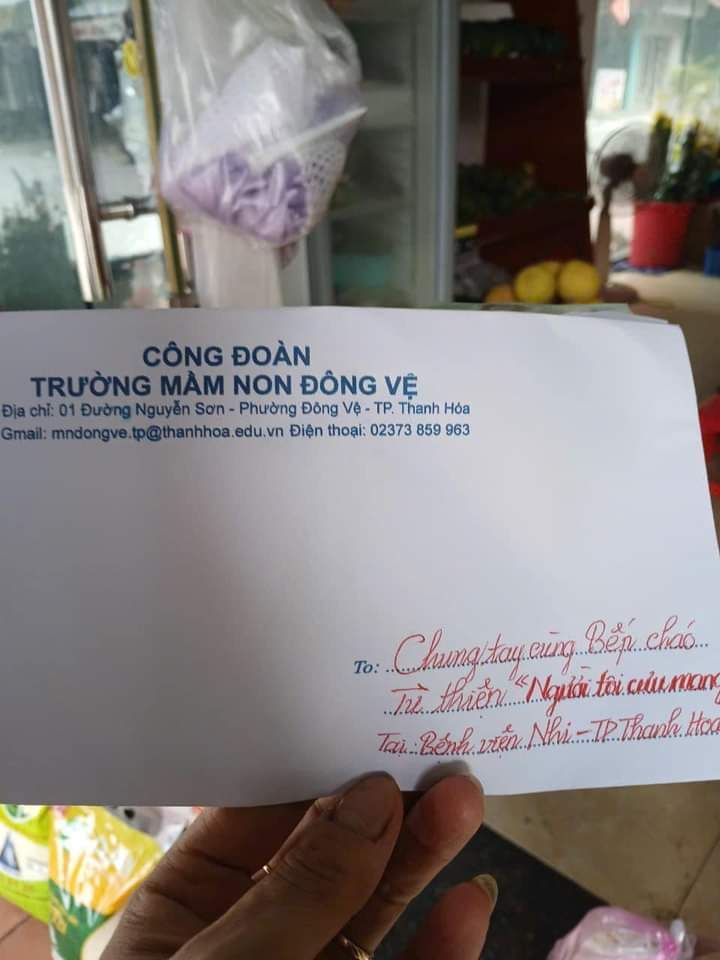 CÔNG ĐOÀN
TRƯỜNG MẦM NON ĐÔNG VỆ
Địa chỉ: 01 Đường Nguyễn Sơn - Phường Đông Vệ - TP. Thanh Hóa
Gmail: mndongve.tp@thanhhoa.edu.vn Điện thoại: 02373 859 963
To: Chung tay cùng Bếp cháo
Từ thiện "Người tôi cưu mang
Tại: Bệnh viện Nhi - TP Thanh Hoa